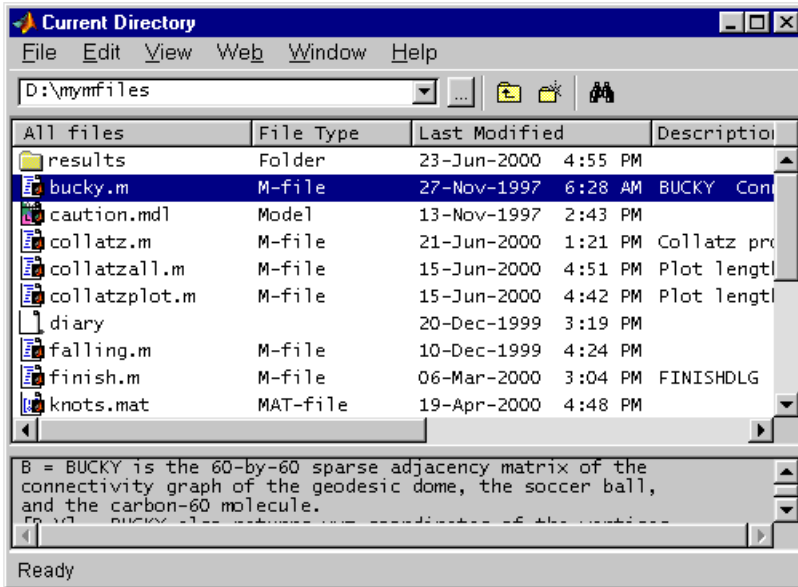 Current Directory
File Edit View Web Window Help
D:\mymfiles ...
All files File Type Last Modified
results Folder 23-Jun-2000 4:55 PM
bucky.m M-file 27-Nov-1997 6:28 AM BUCKY
caution.mdl Model 13-Nov-1997 2:43 PM
collatz.m M-file 21-Jun-2000 1:21 PM Collatz
collatzall.m M-file 15-Jun-2000 4:51 PM Plot
collatzplot.m M-file 15-Jun-2000 4:42 PM Plot
diary 20-Dec-1999 3:19 PM
falling.m M-file 10-Dec-1999 4:24 PM
finish.m M-file 06-Mar-2000 3:04 PM FINISHDLG
knots.mat MAT-file 19-Apr-2000 4:48 PM
B = BUCKY is the 60-by-60 sparse adjacency matrix of the
connectivity graph of the geodesic dome, the soccer ball,
and the carbon-60 molecule.
Ready